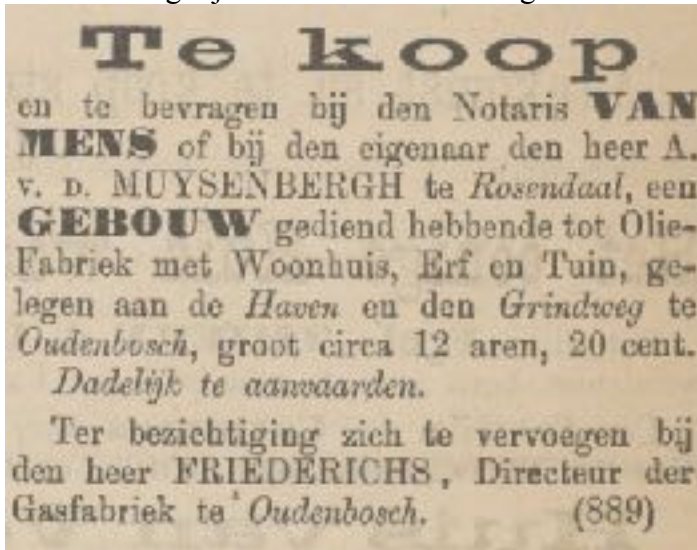 Te koop
en te bevragen bij den Notaris VAN
MENS of bij den eigenaar den heer A.
v. D. MUYSENBERGH te Rosendaal, een
GEBOUW gediend hebbende tot Olie-
Fabriek met Woonhuis, Erf en Tuin, ge-
legen aan de Haven en den Grindweg te
Oudenbosch, groot circa 12 aren, 20 cent.
Dadelijk te aanvaarden.
Ter bezichtiging zich te vervoegen bij
den heer FRIEDERICHS, Directeur der
Gasfabriek te Oudenbosch. (889)